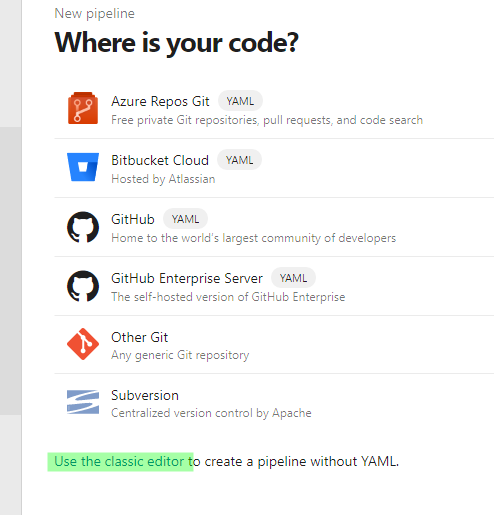 New pipeline
Where is your code?
Azure Repos Git YAML
Free private Git repositories, pull requests, and code search
Bitbucket Cloud YAML
Hosted by Atlassian
GitHub YAML
Home to the world's largest community of developers
GitHub Enterprise Server YAML
The self-hosted version of GitHub Enterprise
Other Git
Any generic Git repository
Subversion
Centralized version control by Apache
Use the classic editor to create a pipeline without YAML.